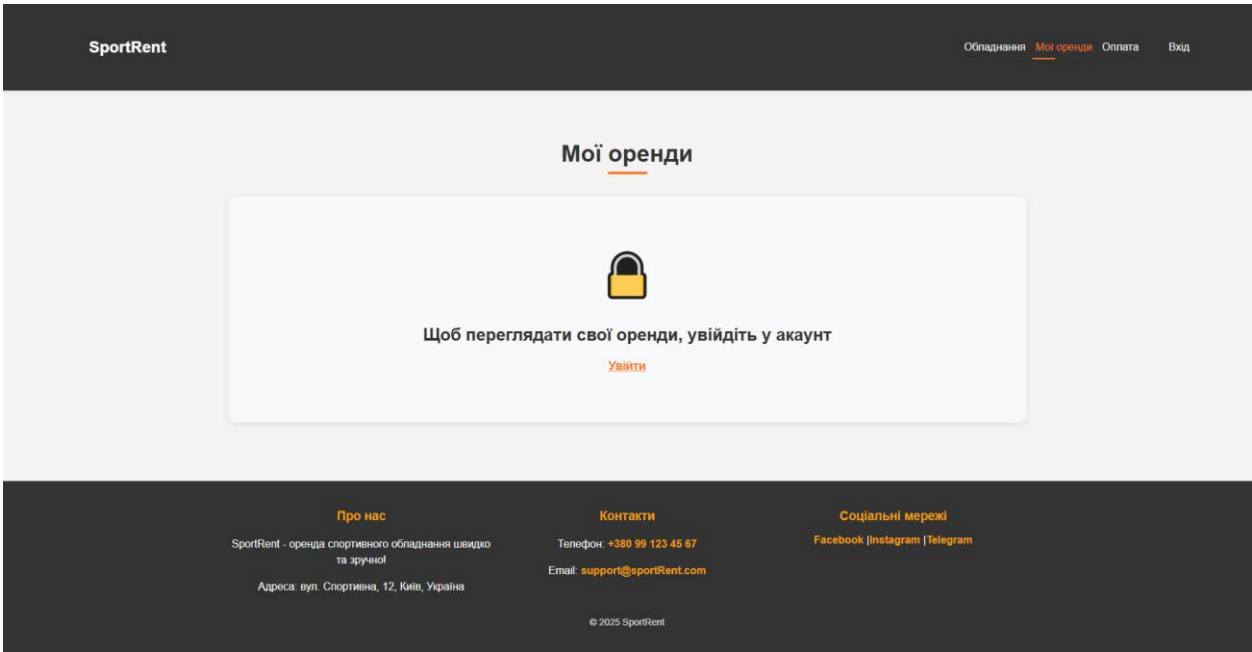 SportRent
Обладнання Мої оренди Оплата Вхід
Мої оренди
Щоб переглядати свої оренди, увійдіть у акаунт
Увійти
Про нас
SportRent - оренда спортивного обладнання швидко
та зручно!
Адреса: вул. Спортивна, 12, Київ, Україна
Контакти
Телефон: +380 99 123 45 67
Email: support@sportRent.com
Соціальні мережі
Facebook |Instagram |Telegram
© 2025 SportRent